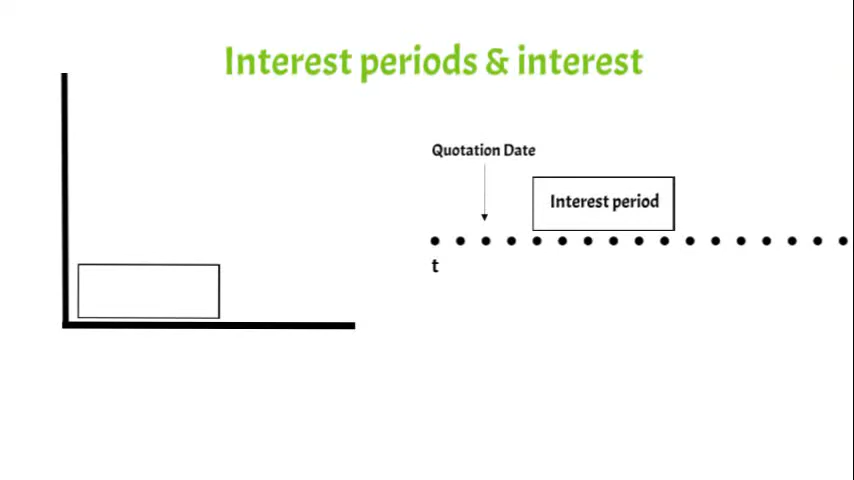 Interest periods & interest
Quotation Date
Interest period
t